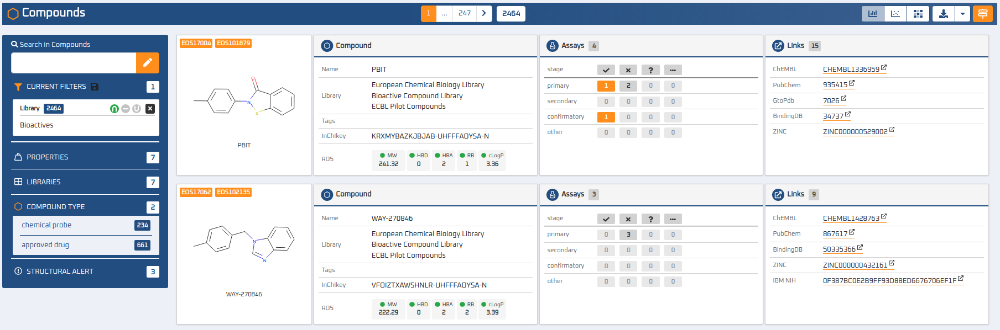 Compounds
1 ... 247 2464
Search in Compounds
CURRENT FILTERS 1
Library 2464
Bioactives
PROPERTIES 7
LIBRARIES 7
COMPOUND TYPE 2
chemical probe 234
approved drug 661
STRUCTURAL ALERT 3
EOS17004 EOS101879
O
N
S
PBIT
Compound
Name PBIT
Library
European Chemical Biology Library
Bioactive Compound Library
ECBL Pilot Compounds
Tags
InChIkey KRXMYBAZKJBJAB-UHFFFAOYSA-N
RO5
MW HBD HBA RB cLogP
241.32 0 2 1 3.36
Assays 4
stage ? ...
primary 1 2 0 0
secondary 0 0 0 0
confirmatory 1 0 0 0
other 0 0 0 0
Links 15
ChEMBL CHEMBL1336959
PubChem 935415
GtoPdb 7026
BindingDB 34737
ZINC ZINC000000529002
EOS17062 EOS102135
N
N
WAY-270846
Compound
Name WAY-270846
Library
European Chemical Biology Library
Bioactive Compound Library
ECBL Pilot Compounds
Tags
InChIkey VFOIZTXAWSHNLR-UHFFFAOYSA-N
RO5
MW HBD HBA RB cLogP
222.29 0 2 2 3.39
Assays 3
stage ? ...
primary 0 3 0 0
secondary 0 0 0 0
confirmatory 0 0 0 0
other 0 0 0 0
Links 9
ChEMBL CHEMBL1428763
PubChem 867617
BindingDB 50335366
ZINC ZINC000000432161
IBM NIH 0F387BC0E2B9FF93D88ED6676706EF1F